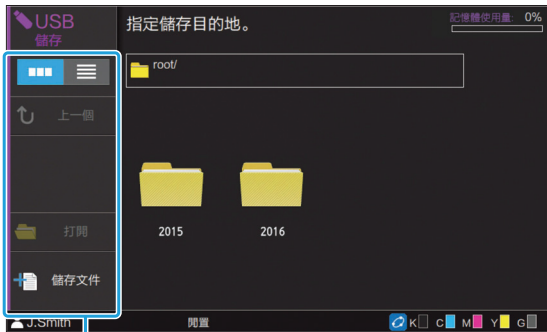 USB
儲存
指定儲存目的地。
記憶體使用量: 0%
root/
上一個
打開
儲存文件
2015
2016
J.Smith
閒置
K C M Y G